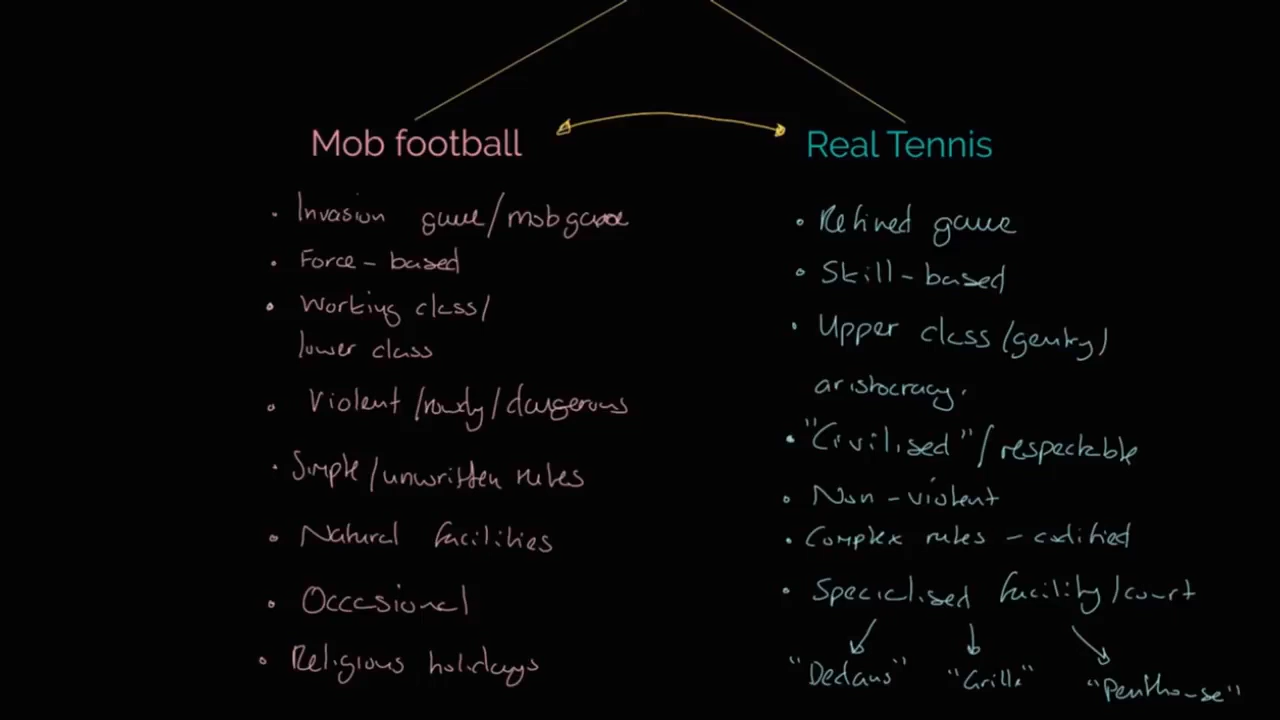 Mob football
• Invasion game/mob game
• Force-based
• Working class/
lower class
• Violent/rowdy/dangerous
• Simple/unwritten rules
• Natural facilities
• Occasional
• Religious holidays
Real Tennis
• Refined game
• Skill-based
• Upper class/gentry/
aristocracy.
• "Civilised"/respectable
• Non-violent
• Complex rules - codified
• Specialised facility/court
"Dedans" "Grille" "Penthouse"